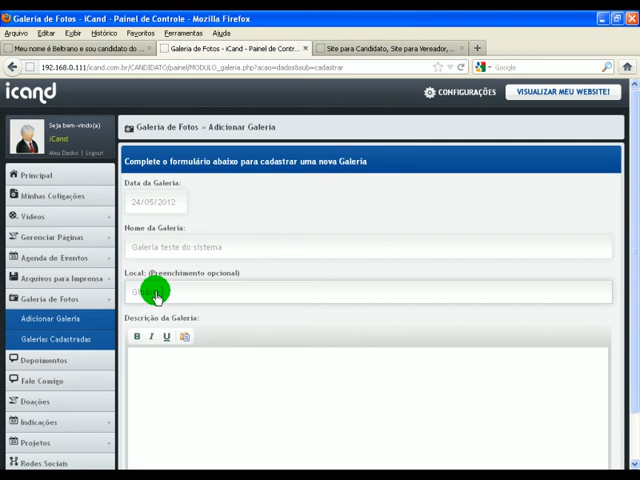 Galeria de Fotos - iCand - Painel de Controle - Mozilla Firefox
Arquivo Editar Exibir Histórico Favoritos Ferramentas Ajuda
Meu nome é Beltrano e sou candidato do ...
Galeria de Fotos - iCand - Painel de Contr...
Site para Candidato, Site para Vereador,...
192.168.0.111/icand.com.br/CANDIDATO/painel/MODULO_galeria.php?acao=dados&sub=cadastrar
Google
icand
CONFIGURAÇÕES
VISUALIZAR MEU WEBSITE!
Seja bem-vindo(a)
iCand
Meu Dados | Logout
Galeria de Fotos » Adicionar Galeria
Principal
Minhas Coligações
Vídeos
Gerenciar Páginas
Agenda de Eventos
Arquivos para Imprensa
Galeria de Fotos
Adicionar Galeria
Galerias Cadastradas
Depoimentos
Fale Comigo
Doações
Indicações
Projetos
Redes Sociais
Complete o formulário abaixo para cadastrar uma nova Galeria
Data da Galeria:
24/05/2012
Nome da Galeria:
Galeria teste do sistema
Local: (Preenchimento opcional)
Descrição da Galeria:
B I U